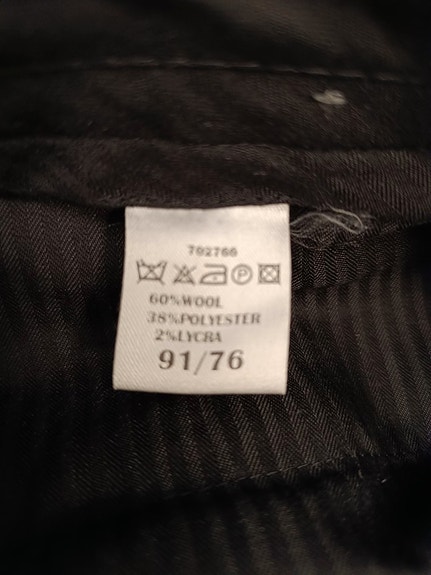 702766
P
60%WOOL
38%POLYESTER
2%LYCRA
91/76